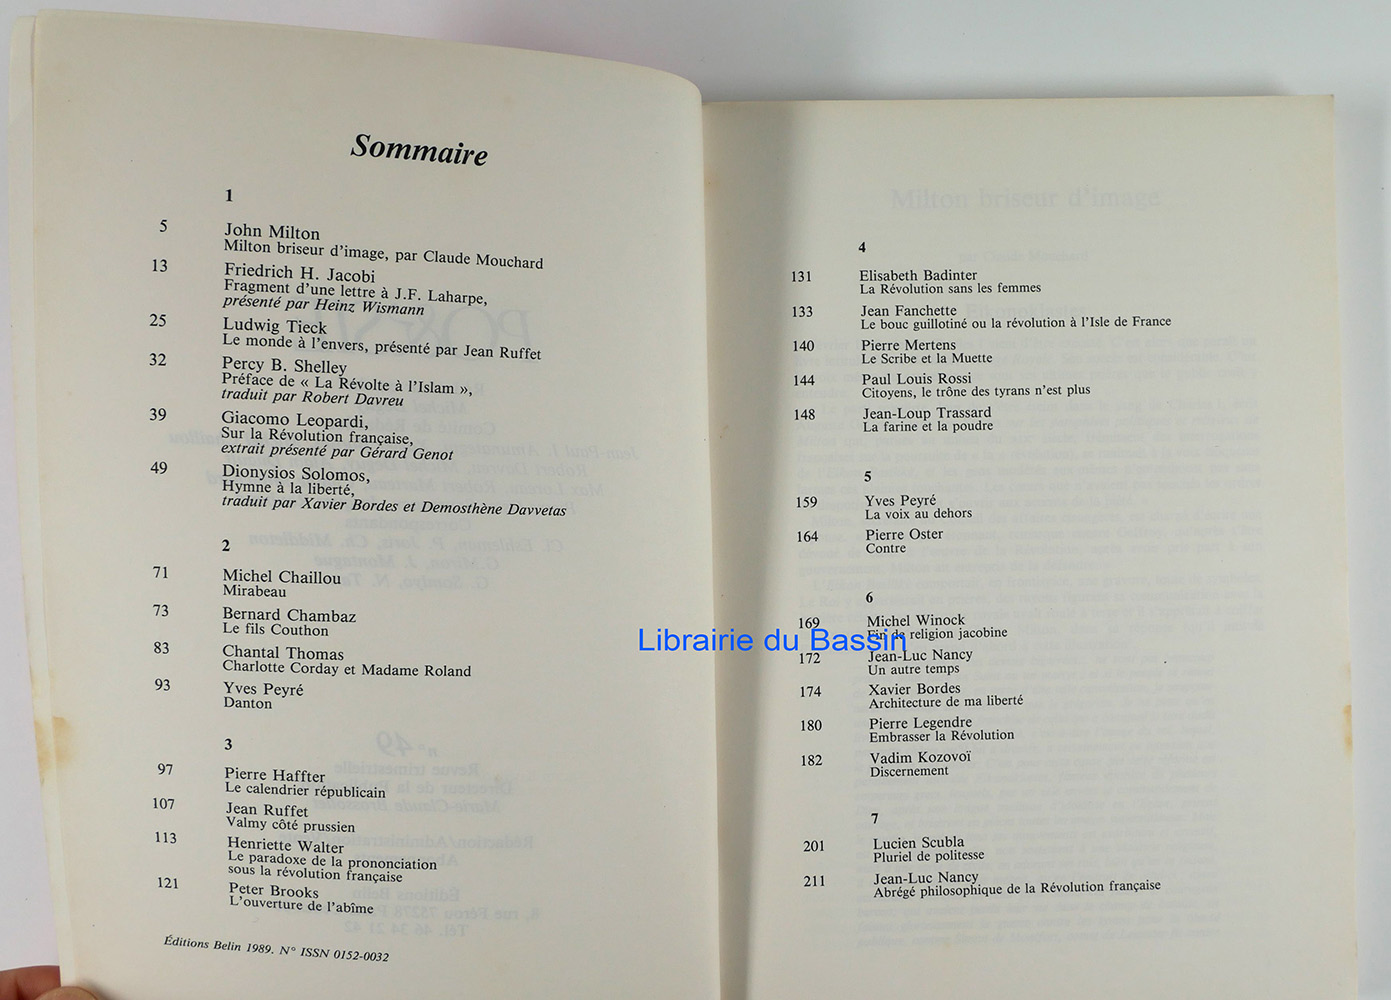 Sommaire
1
5 John Milton
Milton briseur d'image, par Claude Mouchard
13 Friedrich H. Jacobi
Fragment d'une lettre à J.F. Laharpe,
présenté par Heinz Wismann
25 Ludwig Tieck
Le monde à l'envers, présenté par Jean Ruffet
32 Percy B. Shelley
Préface de « La Révolte à l'Islam »,
traduit par Robert Davreu
39 Giacomo Leopardi,
Sur la Révolution française,
extrait présenté par Gérard Genot
49 Dionysios Solomos,
Hymne à la liberté,
traduit par Xavier Bordes et Demosthène Davvetas
2
71 Michel Chaillou
Mirabeau
73 Bernard Chambaz
Le fils Couthon
83 Chantal Thomas
Charlotte Corday et Madame Roland
93 Yves Peyré
Danton
3
97 Pierre Haffter
Le calendrier républicain
107 Jean Ruffet
Valmy côté prussien
113 Henriette Walter
Le paradoxe de la prononciation
sous la révolution française
121 Peter Brooks
L'ouverture de l'abîme
Éditions Belin 1989. N° ISSN 0152-0032
4
131 Elisabeth Badinter
La Révolution sans les femmes
133 Jean Fanchette
Le bouc guillotiné ou la révolution à l'Isle de France
140 Pierre Mertens
Le Scribe et la Muette
144 Paul Louis Rossi
Citoyens, le trône des tyrans n'est plus
148 Jean-Loup Trassard
La farine et la poudre
5
159 Yves Peyré
La voix au dehors
164 Pierre Oster
Contre
6
169 Michel Winock
Fin de religion jacobine
172 Jean-Luc Nancy
Un autre temps
174 Xavier Bordes
Architecture de ma liberté
180 Pierre Legendre
Embrasser la Révolution
182 Vadim Kozovoï
Discernement
7
201 Lucien Scubla
Pluriel de politesse
211 Jean-Luc Nancy
Abrégé philosophique de la Révolution française
Librairie du Bassin